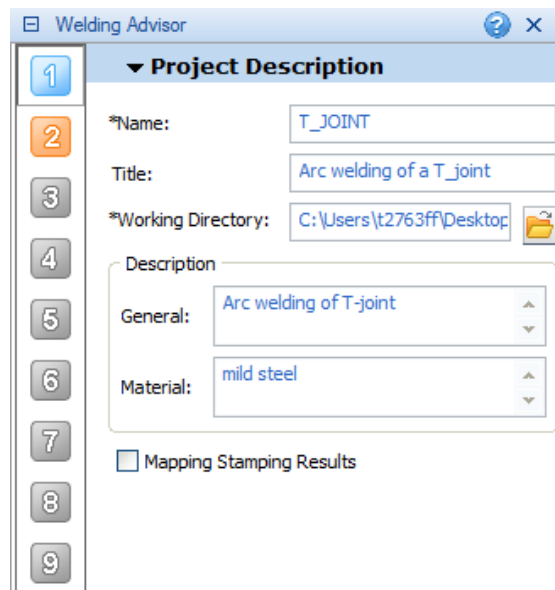 Welding Advisor
1
Project Description
2
*Name: T_JOINT
Title: Arc welding of a T_joint
3
*Working Directory: C:\Users\t2763ff\Desktop
4
Description
General: Arc welding of T-joint
5
Material: mild steel
6
7
Mapping Stamping Results
8
9